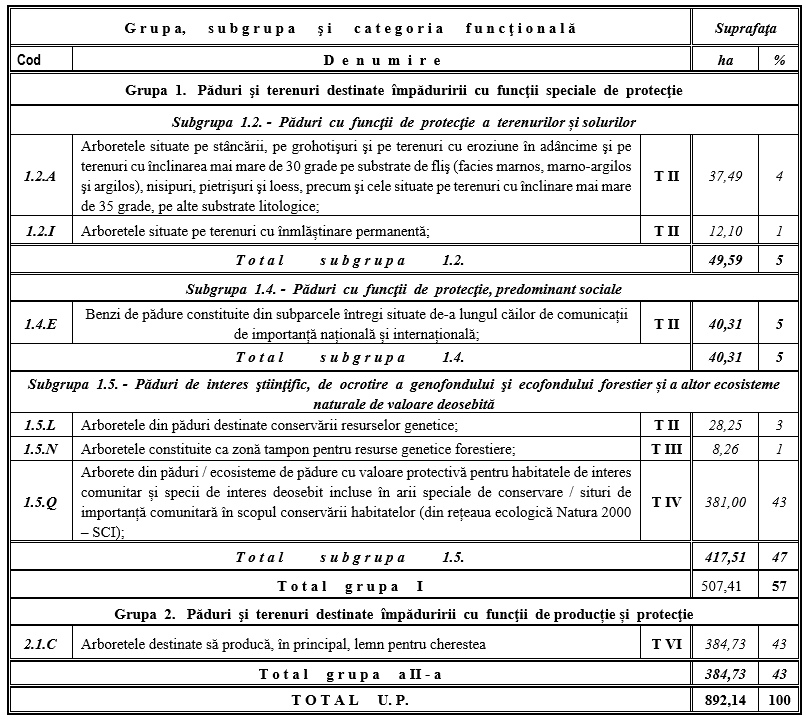 Grupa, subgrupa şi categoria funcţională Suprafaţa
Cod Denumire ha %
Grupa 1. Păduri şi terenuri destinate împăduririi cu funcţii speciale de protecţie
Subgrupa 1.2. - Păduri cu funcţii de protecţie a terenurilor și solurilor
Arboretele situate pe stâncării, pe grohotişuri şi pe terenuri cu eroziune în adâncime şi pe
terenuri cu înclinarea mai mare de 30 grade pe substrate de fliş (facies marnos, marno-argilos
1.2.A şi argilos), nisipuri, pietrişuri şi loess, precum şi cele situate pe terenuri cu înclinare mai mare T II 37,49 4
de 35 grade, pe alte substrate litologice;
1.2.I Arboretele situate pe terenuri cu înmlăștinare permanentă; T II 12,10 1
Total subgrupa 1.2. 49,59 5
Subgrupa 1.4. - Păduri cu funcţii de protecţie, predominant sociale
1.4.E Benzi de pădure constituite din subparcele întregi situate de-a lungul căilor de comunicații T II 40,31 5
de importanță națională și internațională;
Total subgrupa 1.4. 40,31 5
Subgrupa 1.5. - Păduri de interes ştiinţific, de ocrotire a genofondului şi ecofondului forestier și a altor ecosisteme
naturale de valoare deosebită
1.5.L Arboretele din păduri destinate conservării resurselor genetice; T II 28,25 3
1.5.N Arboretele constituite ca zonă tampon pentru resurse genetice forestiere; T III 8,26 1
Arborete din păduri / ecosisteme de pădure cu valoare protectivă pentru habitatele de interes
comunitar și specii de interes deosebit incluse în arii speciale de conservare / situri de
1.5.Q importanță comunitară în scopul conservării habitatelor (din rețeaua ecologică Natura 2000 T IV 381,00 43
– SCI);
Total subgrupa 1.5. 417,51 47
Total grupa I 507,41 57
Grupa 2. Păduri şi terenuri destinate împăduririi cu funcţii de producție și protecţie
2.1.C Arboretele destinate să producă, în principal, lemn pentru cherestea T VI 384,73 43
Total grupa a II-a 384,73 43
TOTAL U.P. 892,14 100